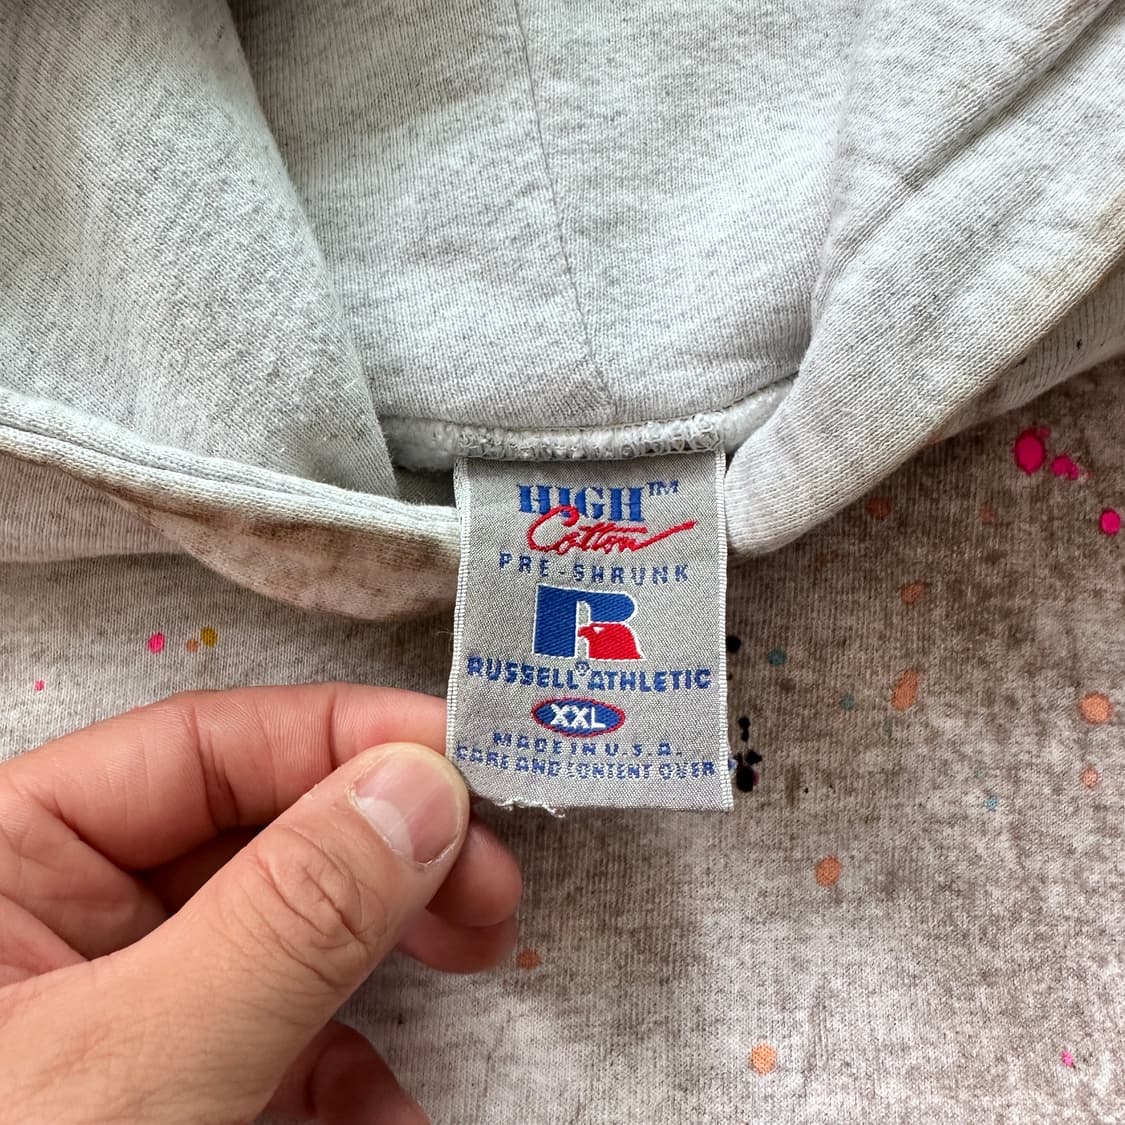 HIGH™
Cotton
PRE-SHRUNK
R
RUSSELL® ATHLETIC
XXL
MADE IN U.S.A.
CARE AND CONTENT OVER